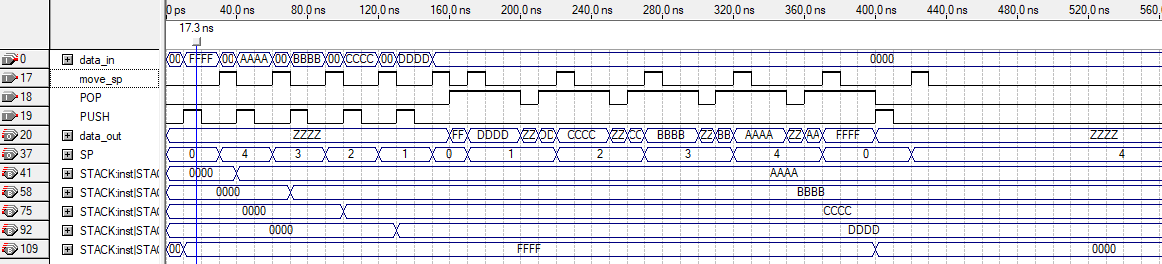 0 ps 40.0 ns 80.0 ns 120.0 ns 160.0 ns 200.0 ns 240.0 ns 280.0 ns 320.0 ns 360.0 ns 400.0 ns 440.0 ns 480.0 ns 520.0 ns 560.0
17.3 ns
0 data_in 00 FFFF 00 AAAA 00 BBBB 00 CCCC 00 DDDD 0000
17 move_sp
18 POP
19 PUSH
20 data_out ZZZZ FF DDDD ZZ DD CCCC ZZ CC BBBB ZZ BB AAAA ZZ AA FFFF ZZZZ
37 SP 0 4 3 2 1 0 1 2 3 4 0 4
41 STACK:inst|STA 0000 AAAA
58 STACK:inst|STA 0000 BBBB
75 STACK:inst|STA 0000 CCCC
92 STACK:inst|STA 0000 DDDD
109 STACK:inst|STA 00 FFFF 0000